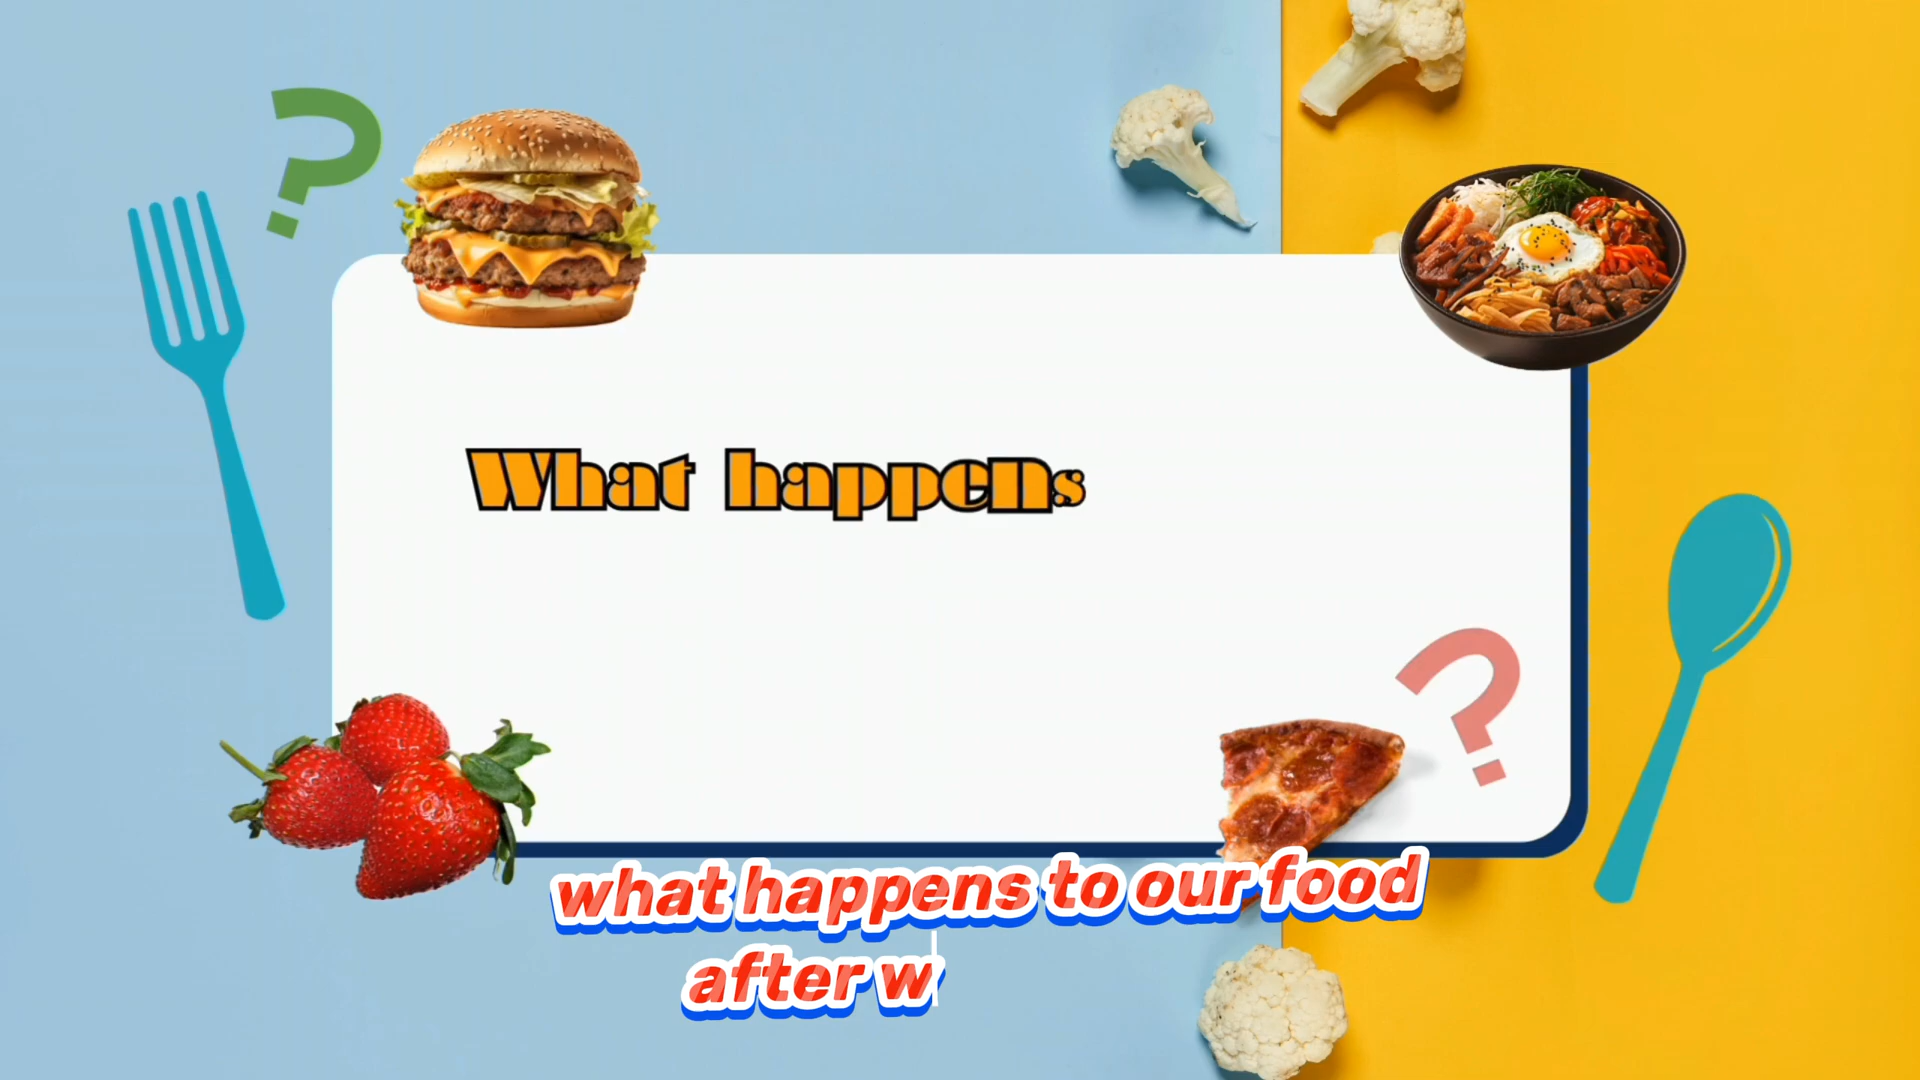 ?
What happens
?
what happens to our food
after w